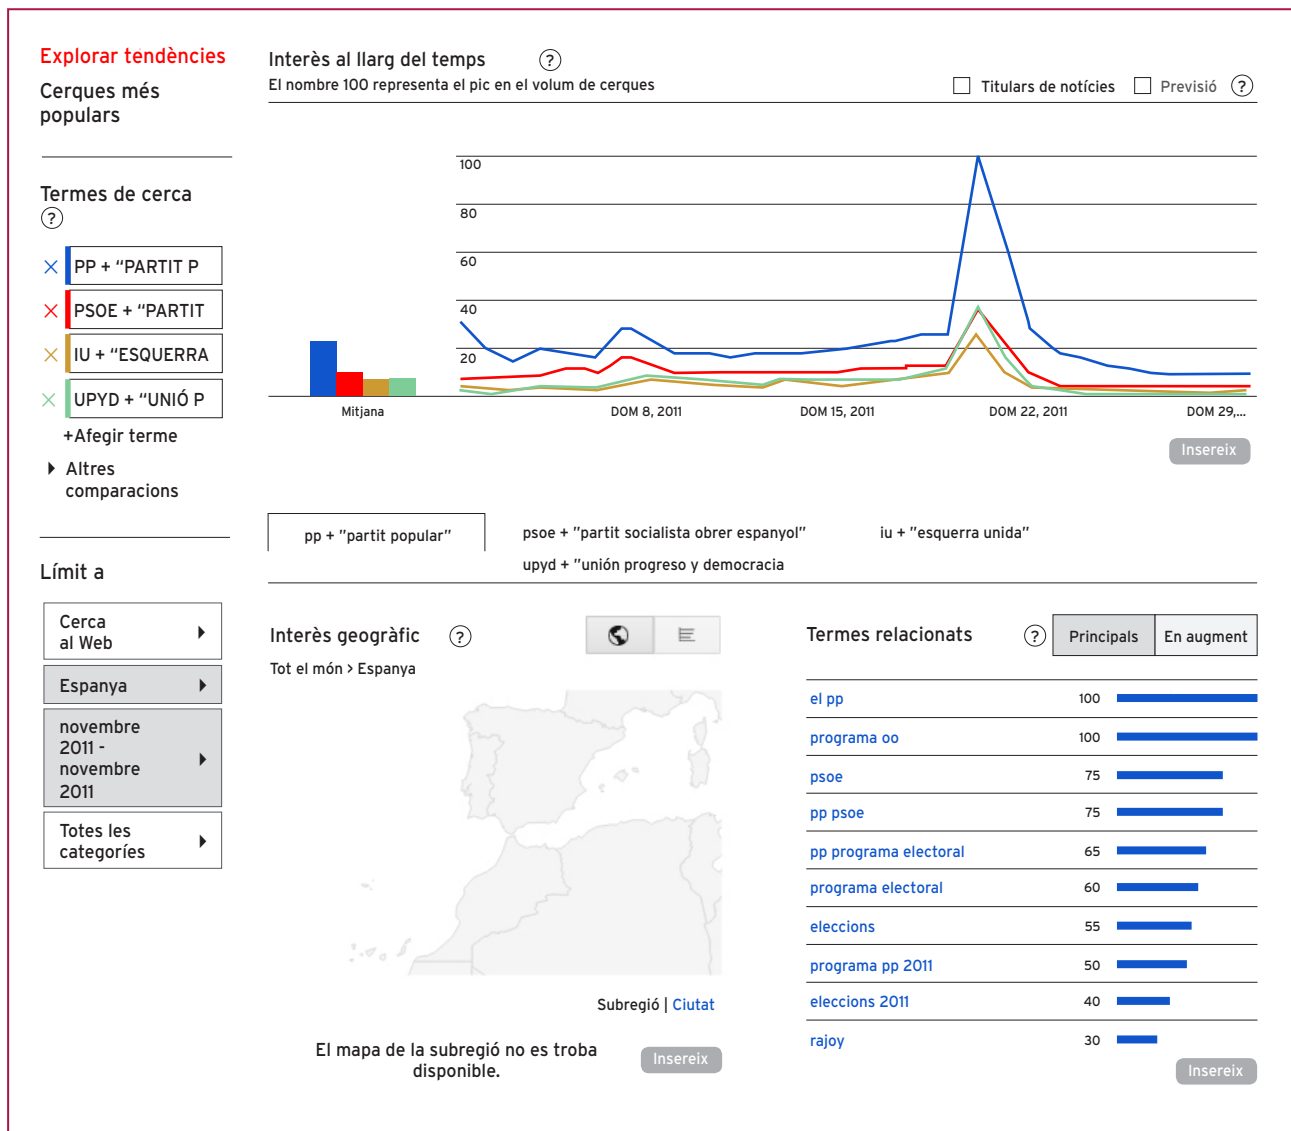 Explorar tendències
Cerques més
populars
Termes de cerca
?
PP + “PARTIT P
PSOE + “PARTIT
IU + “ESQUERRA
UPYD + “UNIÓ P
+Afegir terme
Altres
comparacions
Límit a
Cerca
al Web
Espanya
novembre
2011 -
novembre
2011
Totes les
categoríes
Interès al llarg del temps ?
El nombre 100 representa el pic en el volum de cerques
Titulars de notícies Previsió ?
100
80
60
40
20
Mitjana DOM 8, 2011 DOM 15, 2011 DOM 22, 2011 DOM 29,...
Insereix
pp + ”partit popular” psoe + ”partit socialista obrer espanyol” iu + ”esquerra unida”
upyd + ”unión progreso y democracia
Interès geogràfic ?
Tot el món > Espanya
Subregió | Ciutat
El mapa de la subregió no es troba
disponible.
Insereix
Termes relacionats ? Principals En augment
el pp 100
programa oo 100
psoe 75
pp psoe 75
pp programa electoral 65
programa electoral 60
eleccions 55
programa pp 2011 50
eleccions 2011 40
rajoy 30
Insereix